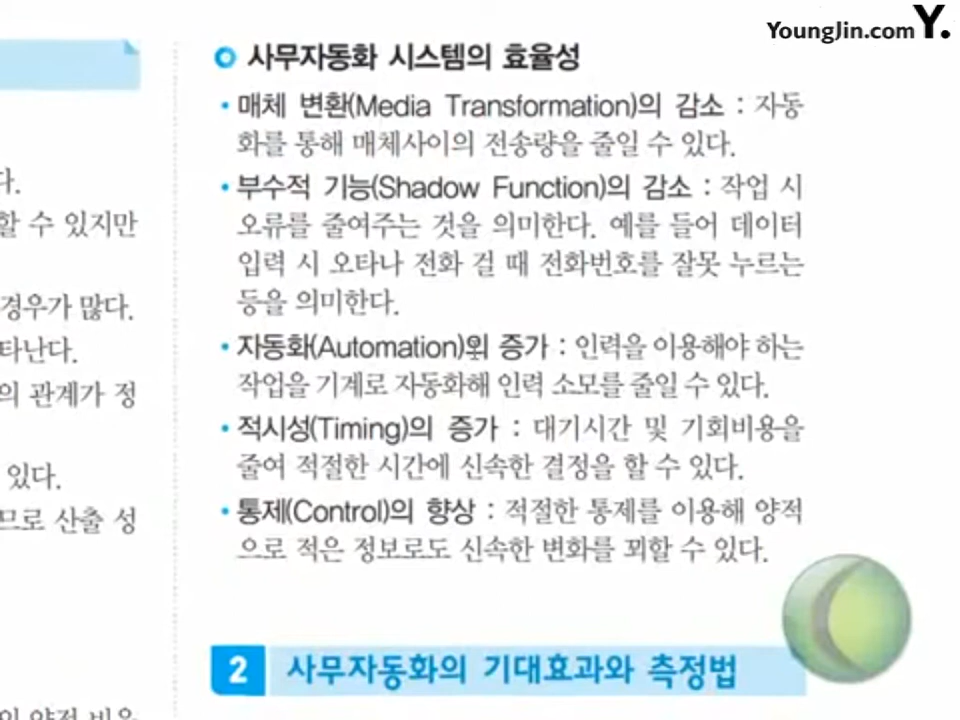 YoungJin.com Y.
다.
할 수 있지만
경우가 많다.
타난다.
의 관계가 정
있다.
므로 산출 성
사무자동화 시스템의 효율성
• 매체 변환(Media Transformation)의 감소 : 자동
화를 통해 매체사이의 전송량을 줄일 수 있다.
• 부수적 기능(Shadow Function)의 감소 : 작업 시
오류를 줄여주는 것을 의미한다. 예를 들어 데이터
입력 시 오타나 전화 걸 때 전화번호를 잘못 누르는
등을 의미한다.
• 자동화(Automation)의 증가 : 인력을 이용해야 하는
작업을 기계로 자동화해 인력 소모를 줄일 수 있다.
• 적시성(Timing)의 증가 : 대기시간 및 기회비용을
줄여 적절한 시간에 신속한 결정을 할 수 있다.
• 통제(Control)의 향상 : 적절한 통제를 이용해 양적
으로 적은 정보로도 신속한 변화를 꾀할 수 있다.
2 사무자동화의 기대효과와 측정법